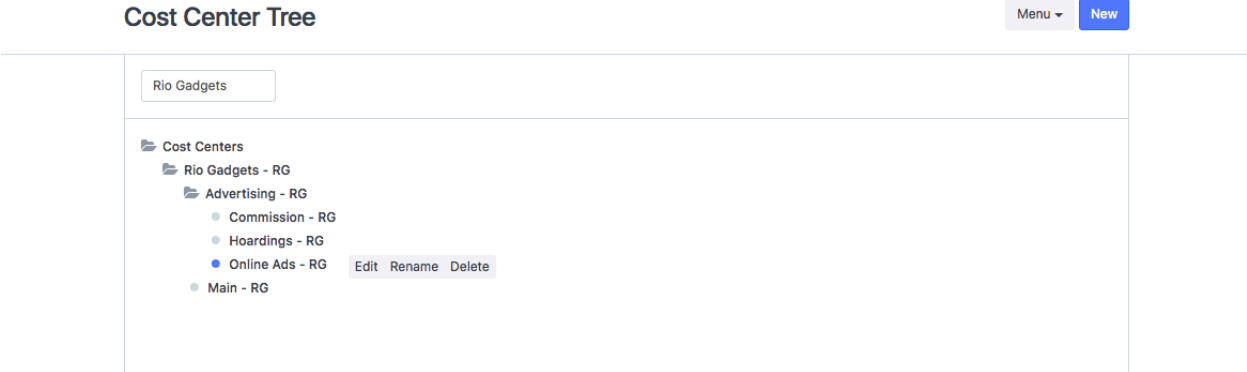 Cost Center Tree
Menu New
Rio Gadgets
Cost Centers
Rio Gadgets - RG
Advertising - RG
Commission - RG
Hoardings - RG
Online Ads - RG Edit Rename Delete
Main - RG